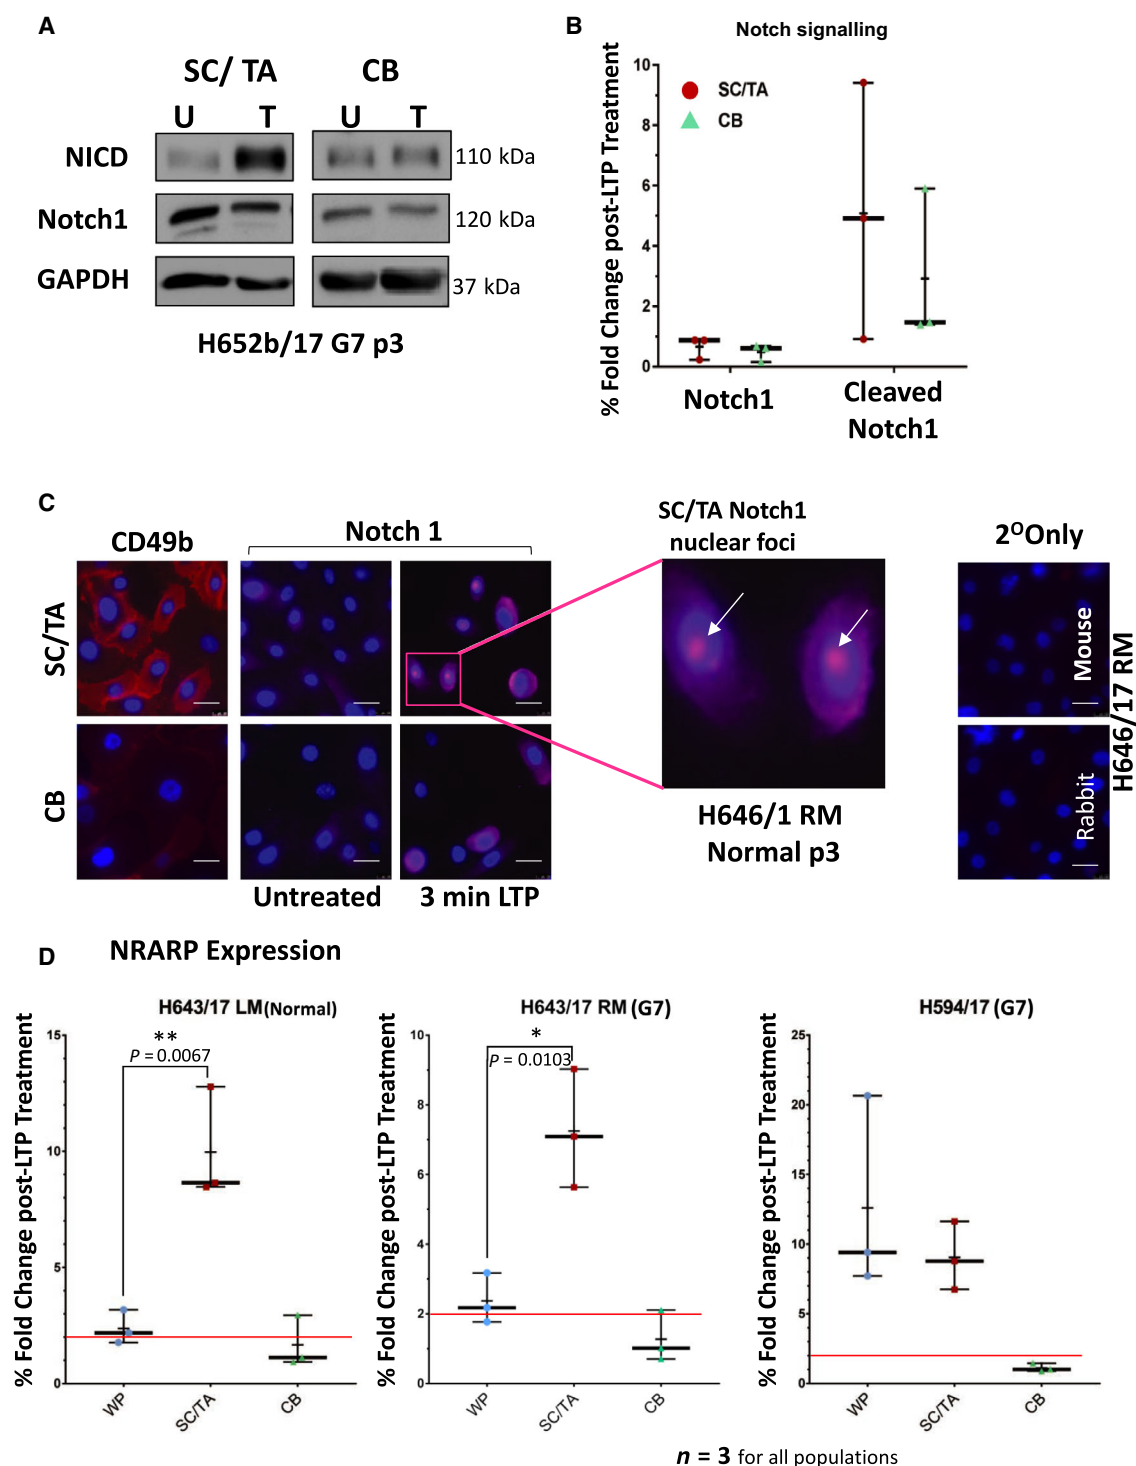 A
SC/ TA
CB
U
T
U
T
NICD
110 kDa
Notch1
120 kDa
GAPDH
37 kDa
H652b/17 G7 p3
B
Notch signalling
% Fold Change post-LTP Treatment
10
8
6
4
2
0
SC/TA
CB
Notch1
Cleaved
Notch1
C
CD49b
Notch 1
SC/TA Notch1
nuclear foci
2O Only
SC/TA
CB
Untreated
3 min LTP
H646/1 RM
Normal p3
Mouse
Rabbit
H646/17 RM
D
NRARP Expression
H643/17 LM (Normal)
% Fold Change post-LTP Treatment
15
10
5
0
**
P = 0.0067
WP
SC/TA
CB
H643/17 RM (G7)
% Fold Change post-LTP Treatment
10
8
6
4
2
0
*
P = 0.0103
WP
SC/TA
CB
H594/17 (G7)
% Fold Change post-LTP Treatment
25
20
15
10
5
0
WP
SC/TA
CB
n = 3 for all populations